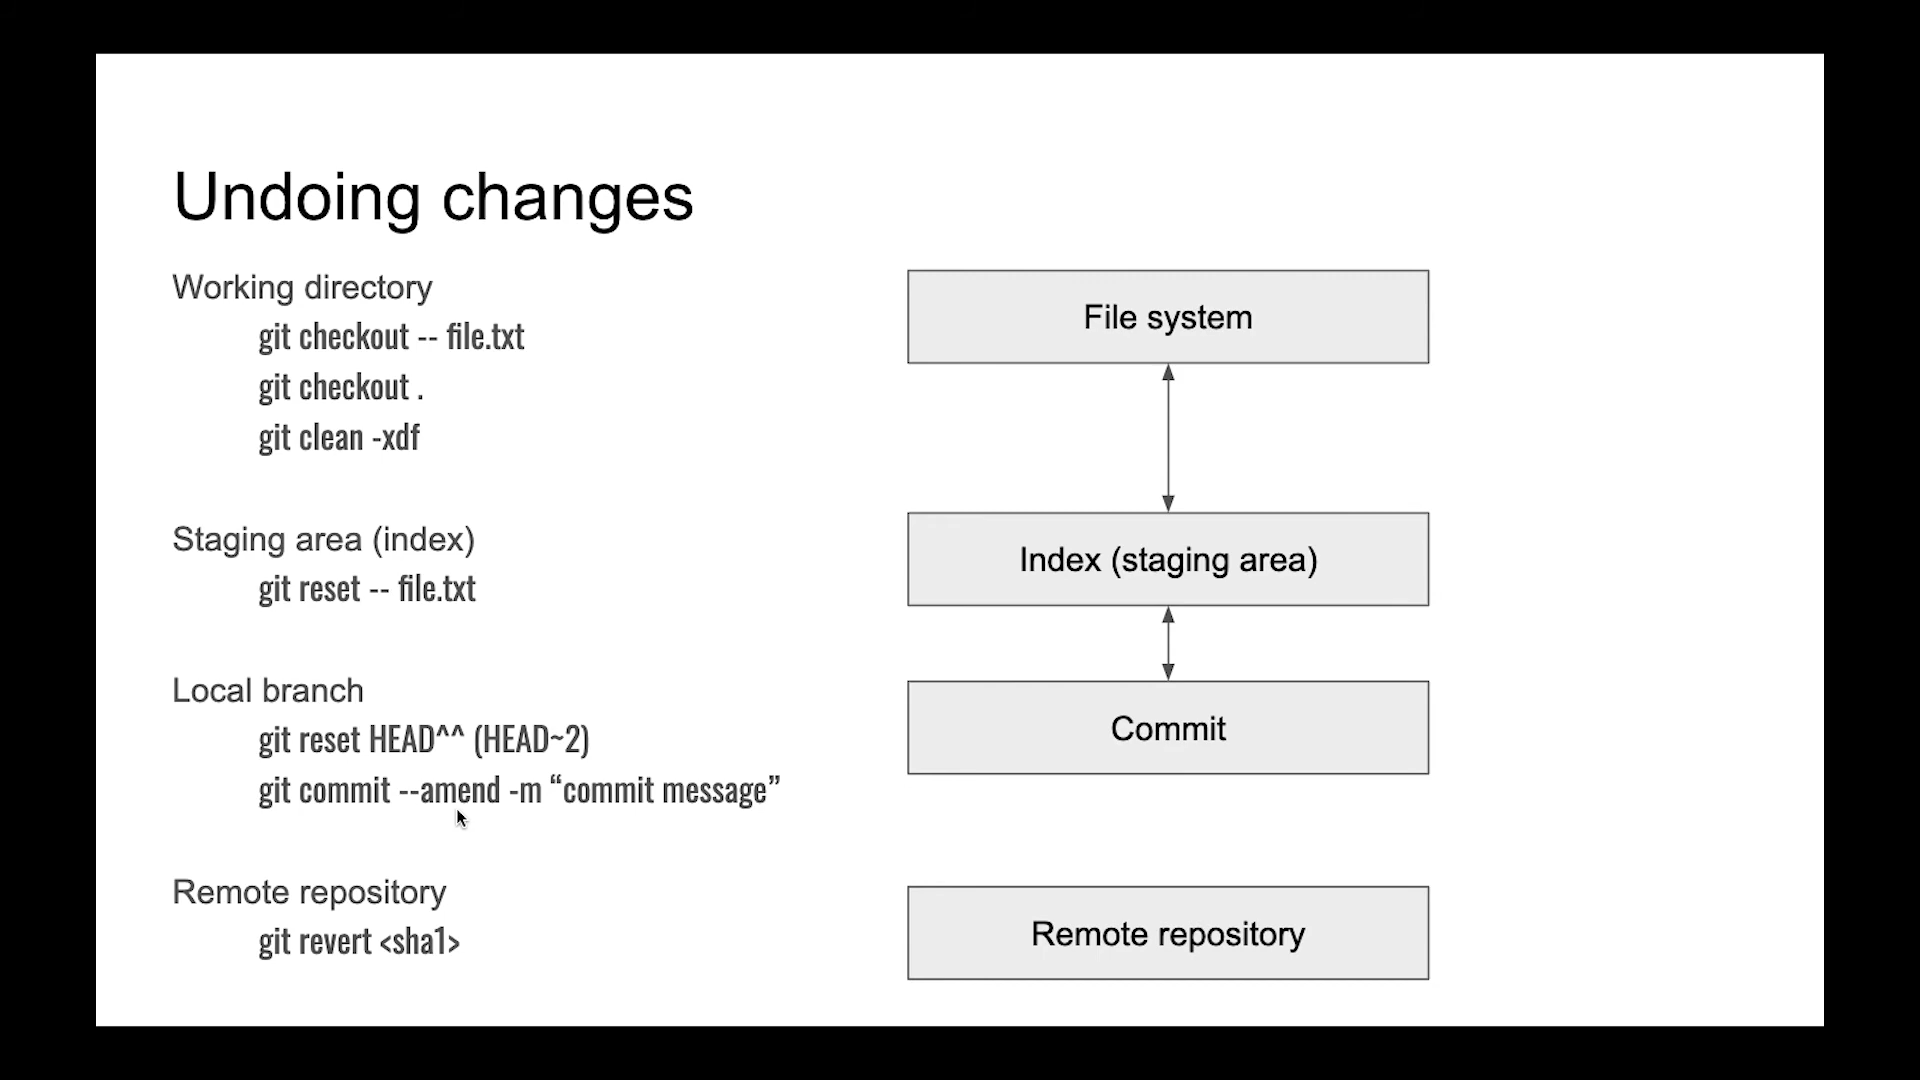 Undoing changes
Working directory
git checkout -- file.txt
git checkout .
git clean -xdf
Staging area (index)
git reset -- file.txt
Local branch
git reset HEAD^^ (HEAD~2)
git commit --amend -m “commit message”
Remote repository
git revert <sha1>
File system
Index (staging area)
Commit
Remote repository